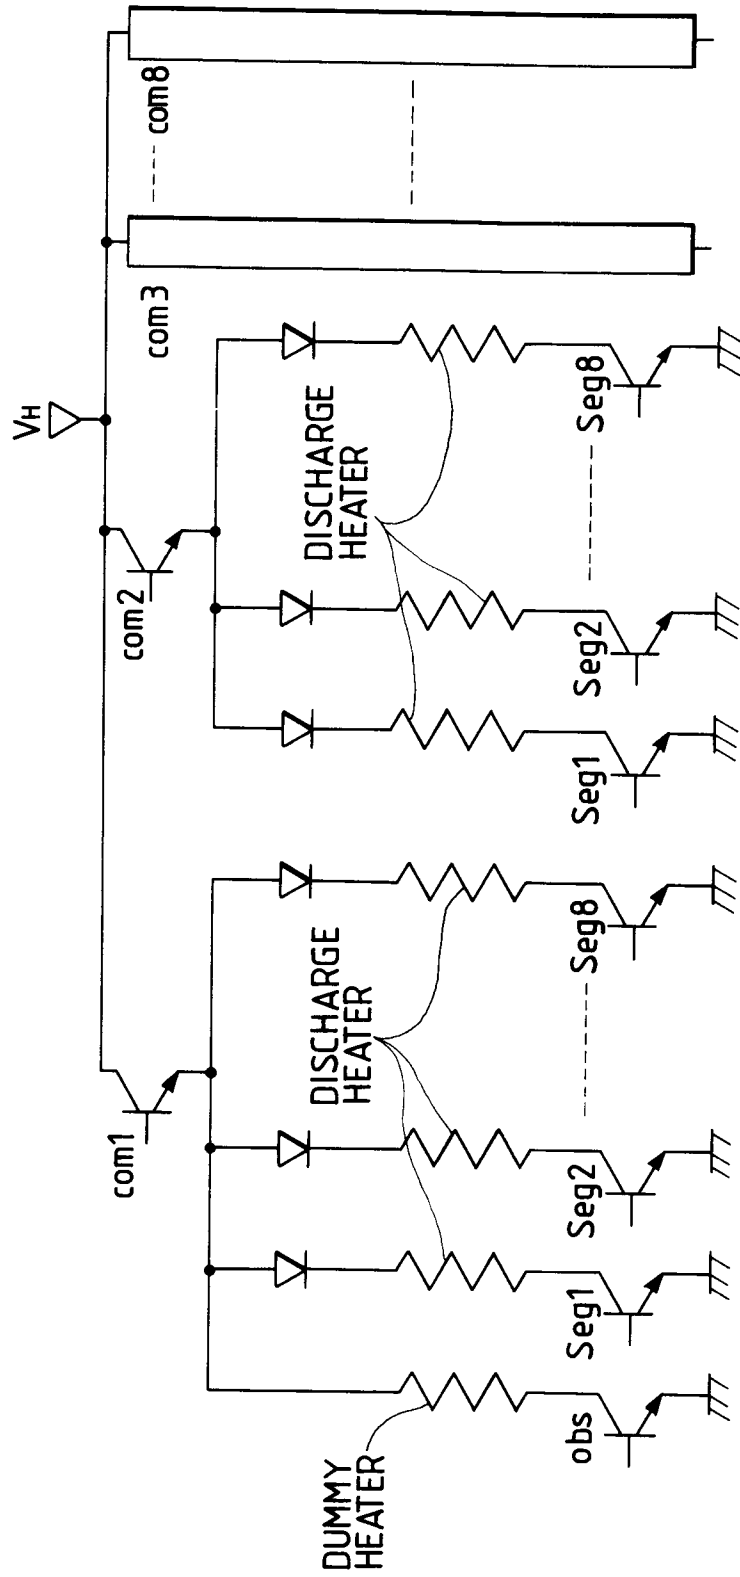 VH
com1
com2
com3
com8
DUMMY
HEATER
DISCHARGE
HEATER
DISCHARGE
HEATER
obs
Seg1
Seg2
Seg8
Seg1
Seg2
Seg8